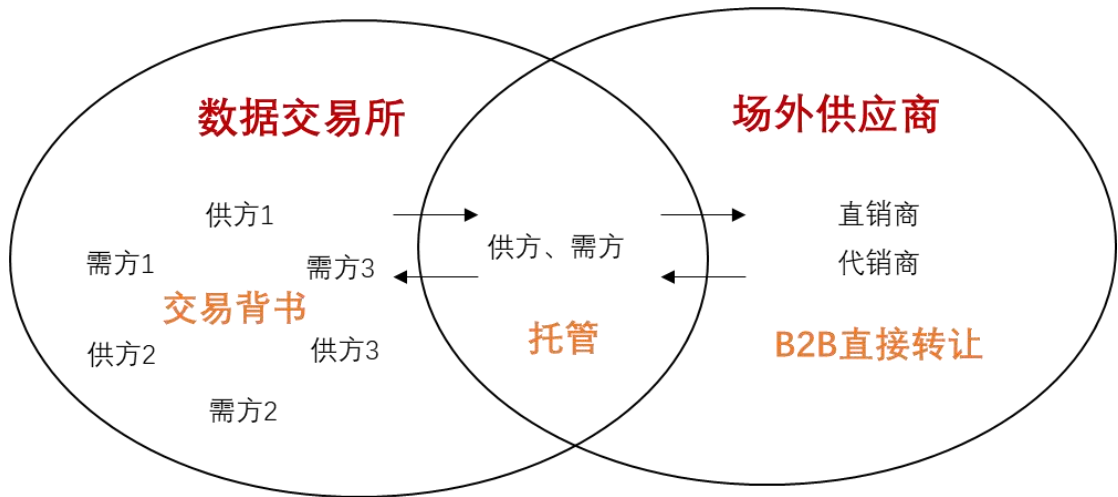 数据交易所
场外供应商
供方1
需方1
需方3
交易背书
供方2
供方3
需方2
供方、需方
托管
直销商
代销商
B2B直接转让